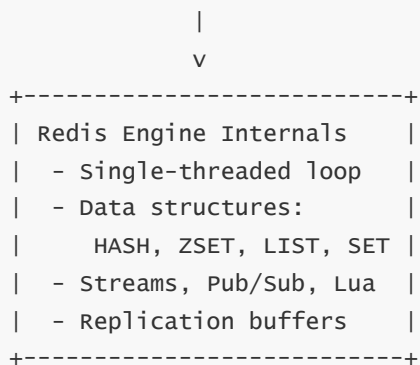 |
v
+----------------------------+
| Redis Engine Internals |
| - Single-threaded loop |
| - Data structures: |
| HASH, ZSET, LIST, SET |
| - Streams, Pub/Sub, Lua |
| - Replication buffers |
+----------------------------+